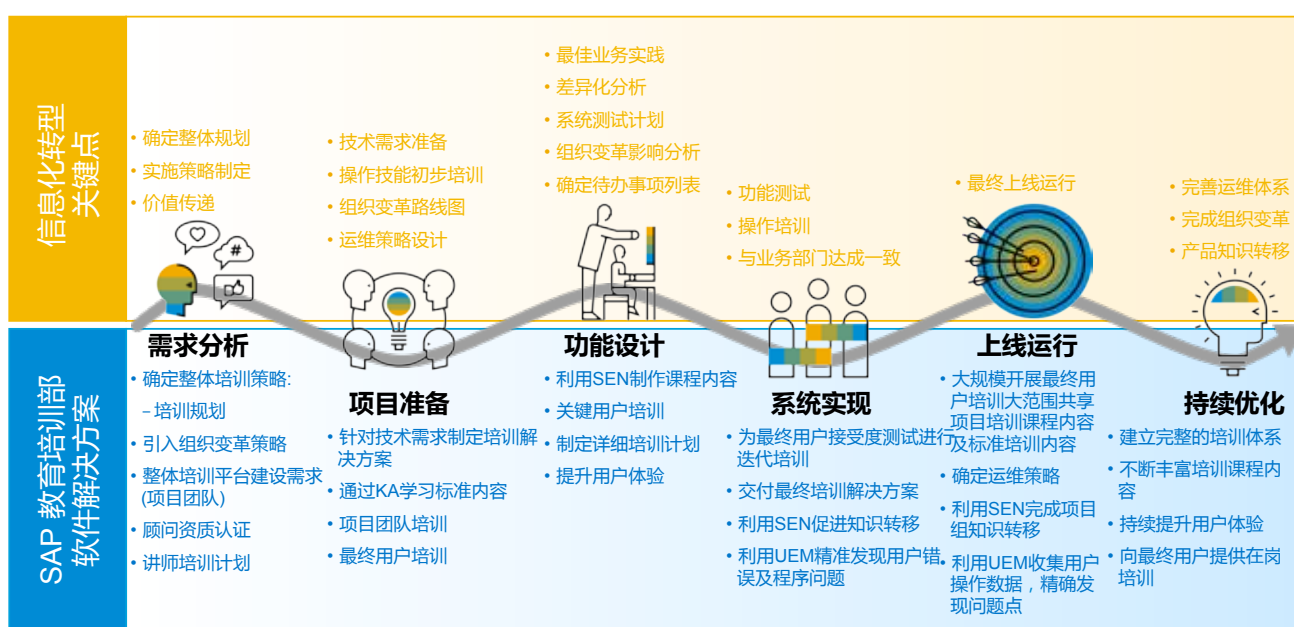 信息化转型
关键点
• 确定整体规划
• 实施策略制定
• 价值传递
• 技术需求准备
• 操作技能初步培训
• 组织变革路线图
• 运维策略设计
• 最佳业务实践
• 差异化分析
• 系统测试计划
• 组织变革影响分析
• 确定待办事项列表
• 功能测试
• 操作培训
• 与业务部门达成一致
• 最终上线运行
• 完善运维体系
• 完成组织变革
• 产品知识转移
#
SAP 教育培训部
软件解决方案
需求分析
• 确定整体培训策略:
– 培训规划
• 引入组织变革策略
• 整体培训平台建设需求
(项目团队)
• 顾问资质认证
• 讲师培训计划
项目准备
• 针对技术需求制定培训解
决方案
• 通过KA学习标准内容
• 项目团队培训
• 最终用户培训
功能设计
• 利用SEN制作课程内容
• 关键用户培训
• 制定详细培训计划
• 提升用户体验
系统实现
• 为最终用户接受度测试进行
迭代培训
• 交付最终培训解决方案
• 利用SEN促进知识转移
• 利用UEM精准发现用户错
误及程序问题
上线运行
• 大规模开展最终用
户培训大范围共享
项目培训课程内容
及标准培训内容
• 确定运维策略
• 利用SEN完成项目
组知识转移
• 利用UEM收集用户
操作数据，精确发
现问题点
持续优化
• 建立完整的培训体系
• 不断丰富培训课程内
容
• 持续提升用户体验
• 向最终用户提供在岗
培训